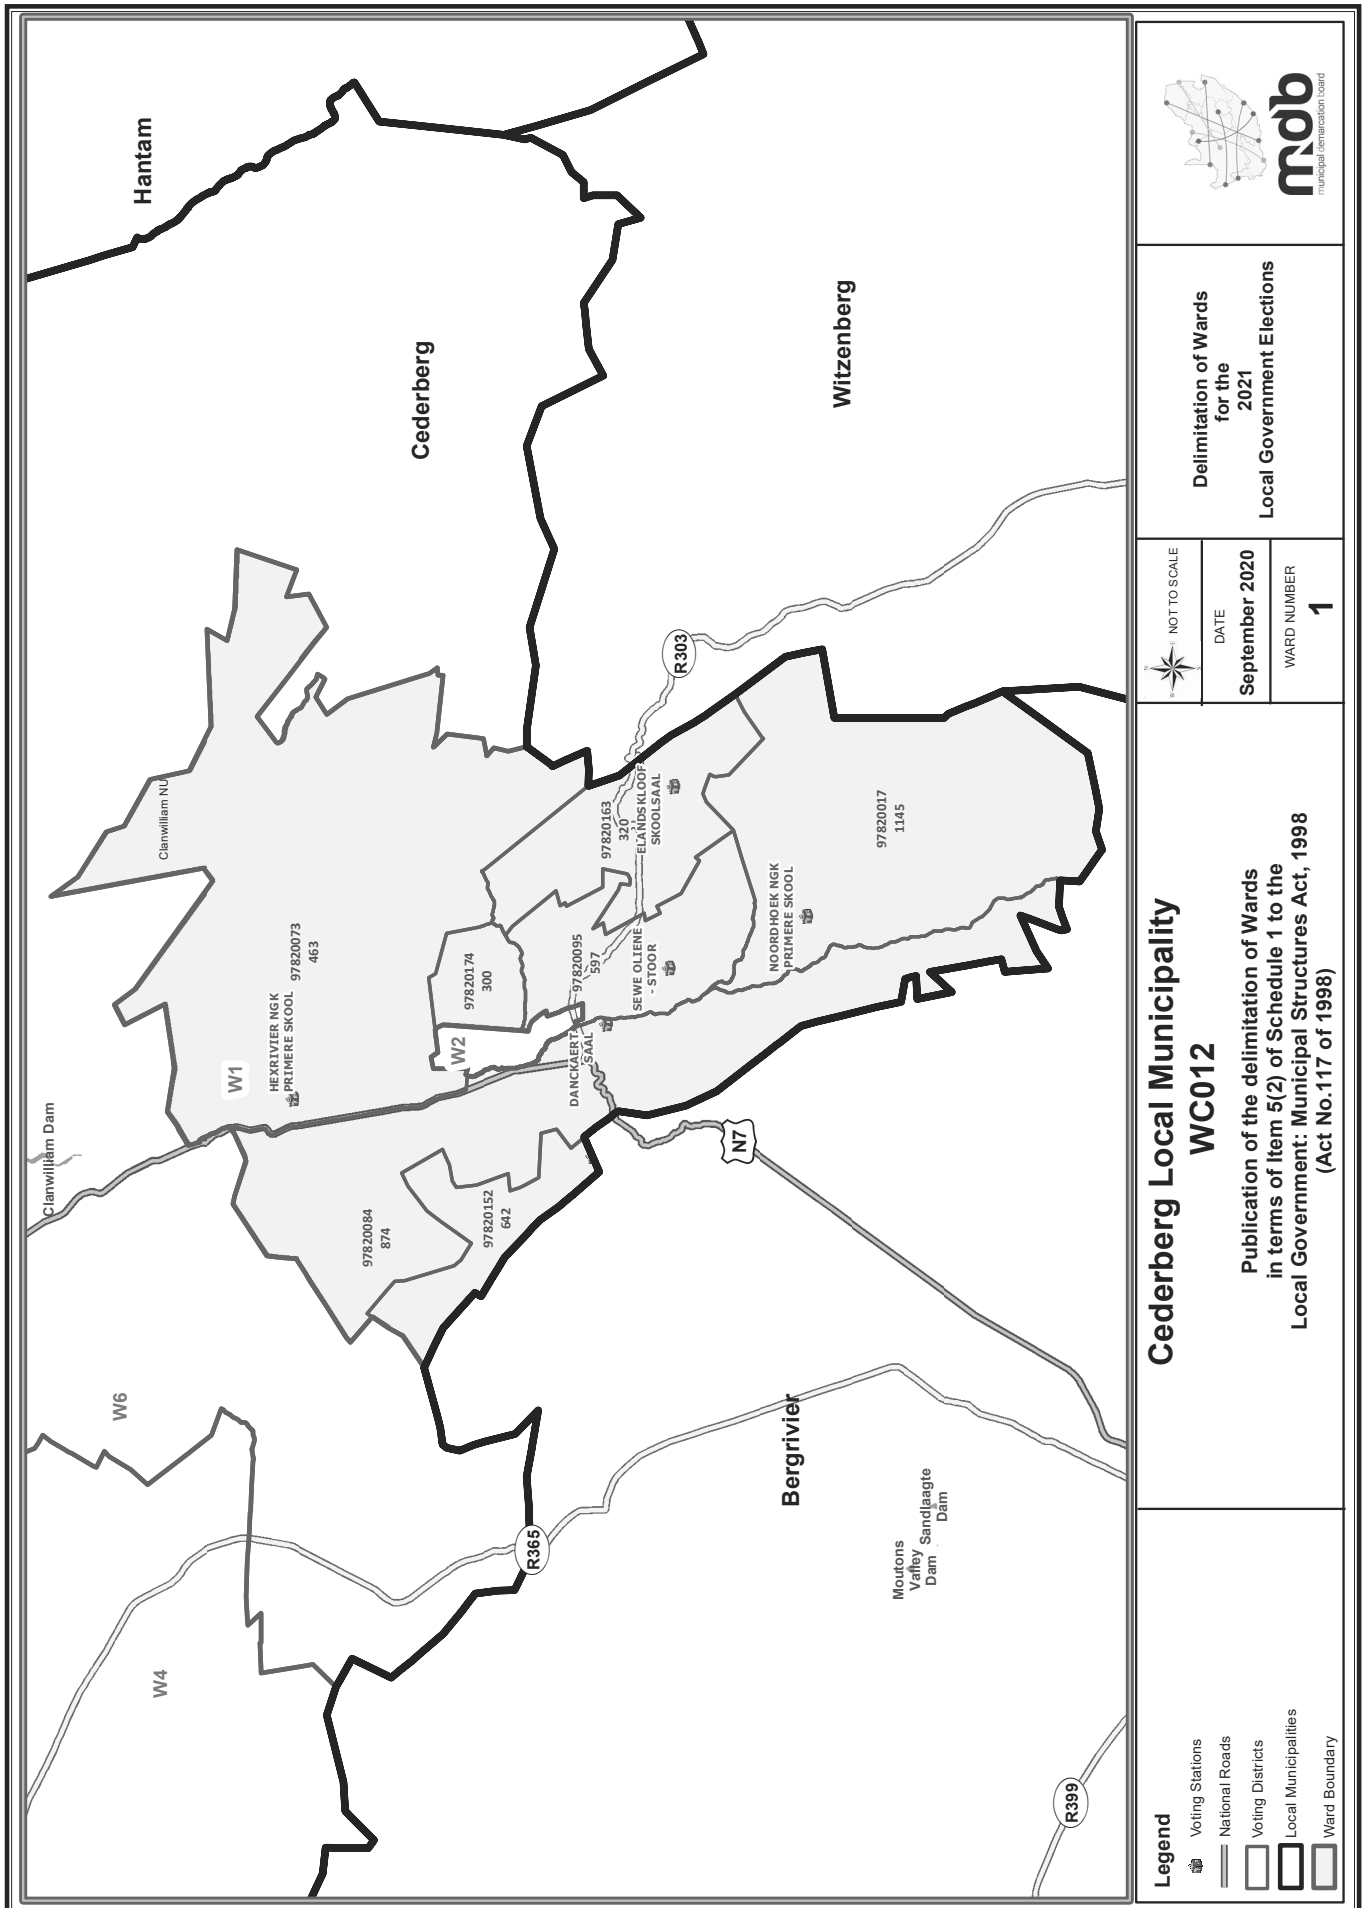 Hantam
Cederberg
Witzenberg
Bergrivier
Clanwilliam Dam
Clanwilliam NU
W6
W4
W1
W2
97820073
463
HEXRIVIER NGK
PRIMERE SKOOL
97820174
300
97820084
874
97820152
642
97820095
597
DANCKAERT
SAAL
SEWE OLIENE
- STOOR
97820163
320
ELANDSKLOOF
SKOOLSAAL
NOORDHOEK NGK
PRIMERE SKOOL
97820017
1145
R303
N7
R365
R399
Moutons
Valley
Dam
Sandlaagte
Dam
Legend
Voting Stations
National Roads
Voting Districts
Local Municipalities
Ward Boundary
Cederberg Local Municipality
WC012
Publication of the delimitation of Wards
in terms of Item 5(2) of Schedule 1 to the
Local Government: Municipal Structures Act, 1998
(Act No.117 of 1998)
N
E
S
W
NOT TO SCALE
DATE
September 2020
WARD NUMBER
1
Delimitation of Wards
for the
2021
Local Government Elections
mdb
municipal demarcation board